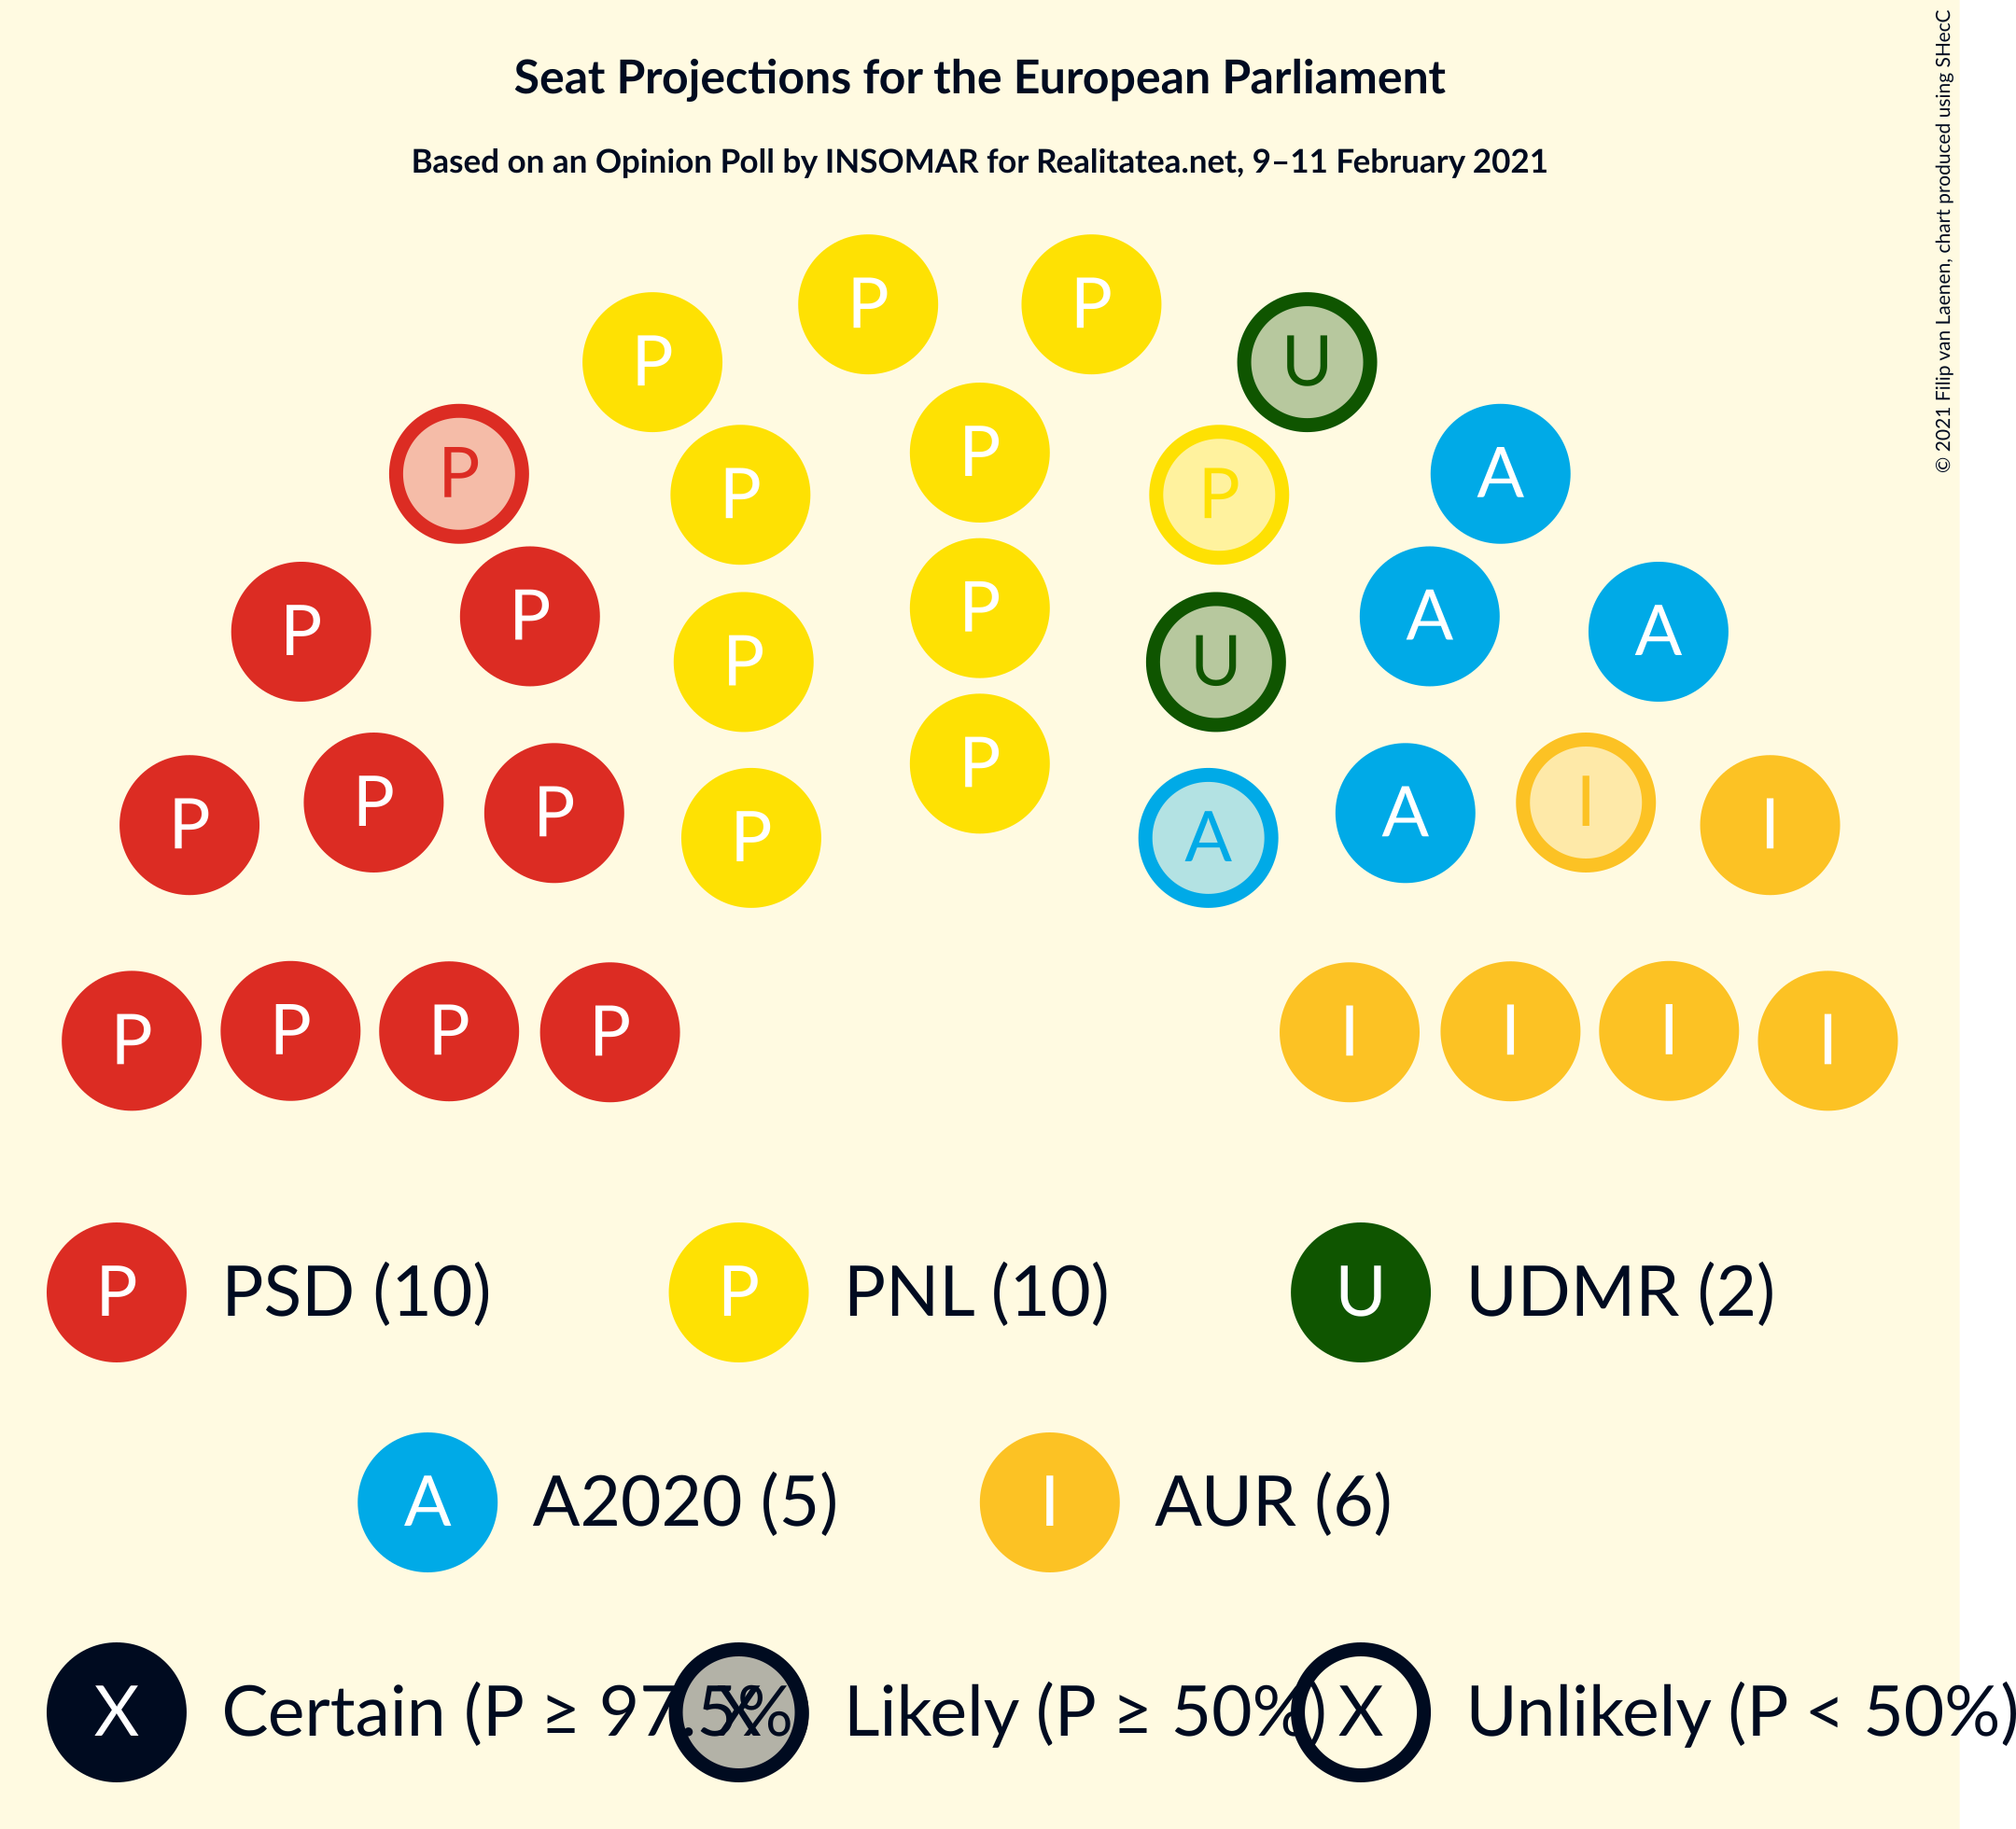 Seat Projections for the European Parliament
Based on an Opinion Poll by INSOMAR for Realitatea.net, 9–11 February 2021
© 2021 Filip van Laenen, chart produced using SHecC
P P
P U
P P P P A
P P P P U A A
P P P P P A A I I
P P P P I I I I
P PSD (10) P PNL (10) U UDMR (2)
A A2020 (5) I AUR (6)
X Certain (P ≥ 97.5% X Likely (P ≥ 50%) X Unlikely (P < 50%)